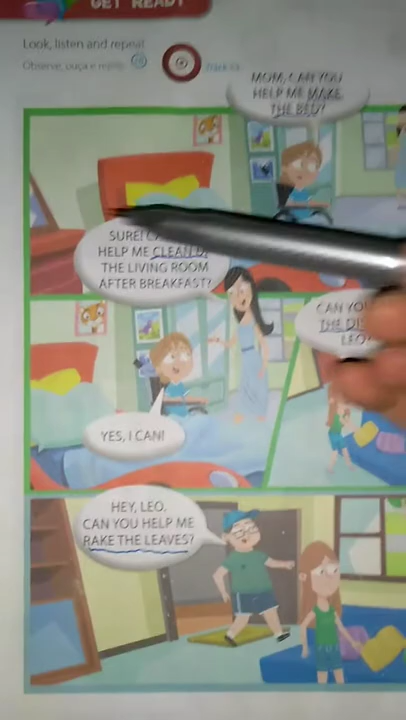 GET READY
Look, listen and repeat
Observe, ouça e repita
MOM, CAN YOU
HELP ME MAKE
THE BED?
SURE!
HELP ME CLEAN
THE LIVING ROOM
AFTER BREAKFAST?
CAN YOU
THE
LEO
YES, I CAN!
HEY, LEO.
CAN YOU HELP ME
RAKE THE LEAVES?